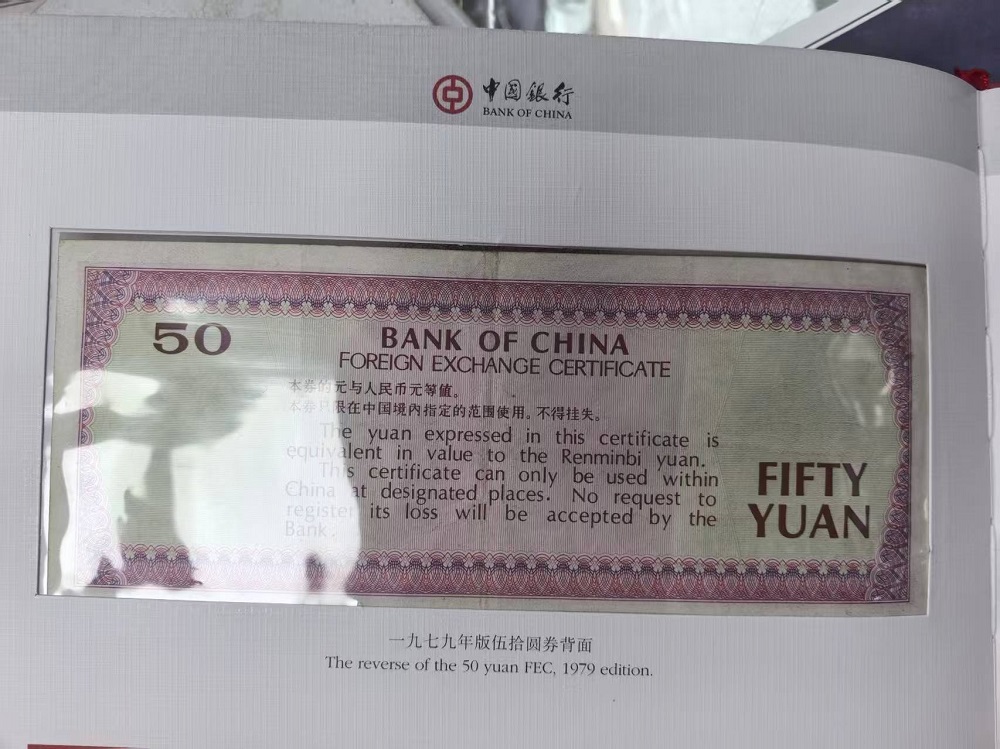 中国银行
BANK OF CHINA
50
BANK OF CHINA
FOREIGN EXCHANGE CERTIFICATE
本券的元与人民币元等值。
本券只限在中国境内指定的范围使用。不得挂失。
The yuan expressed in this certificate is
equivalent in value to the Renminbi yuan.
This certificate can only be used within
China at designated places. No request to
register its loss will be accepted by the
Bank.
FIFTY
YUAN
一九七九年版伍拾圆券背面
The reverse of the 50 yuan FEC, 1979 edition.